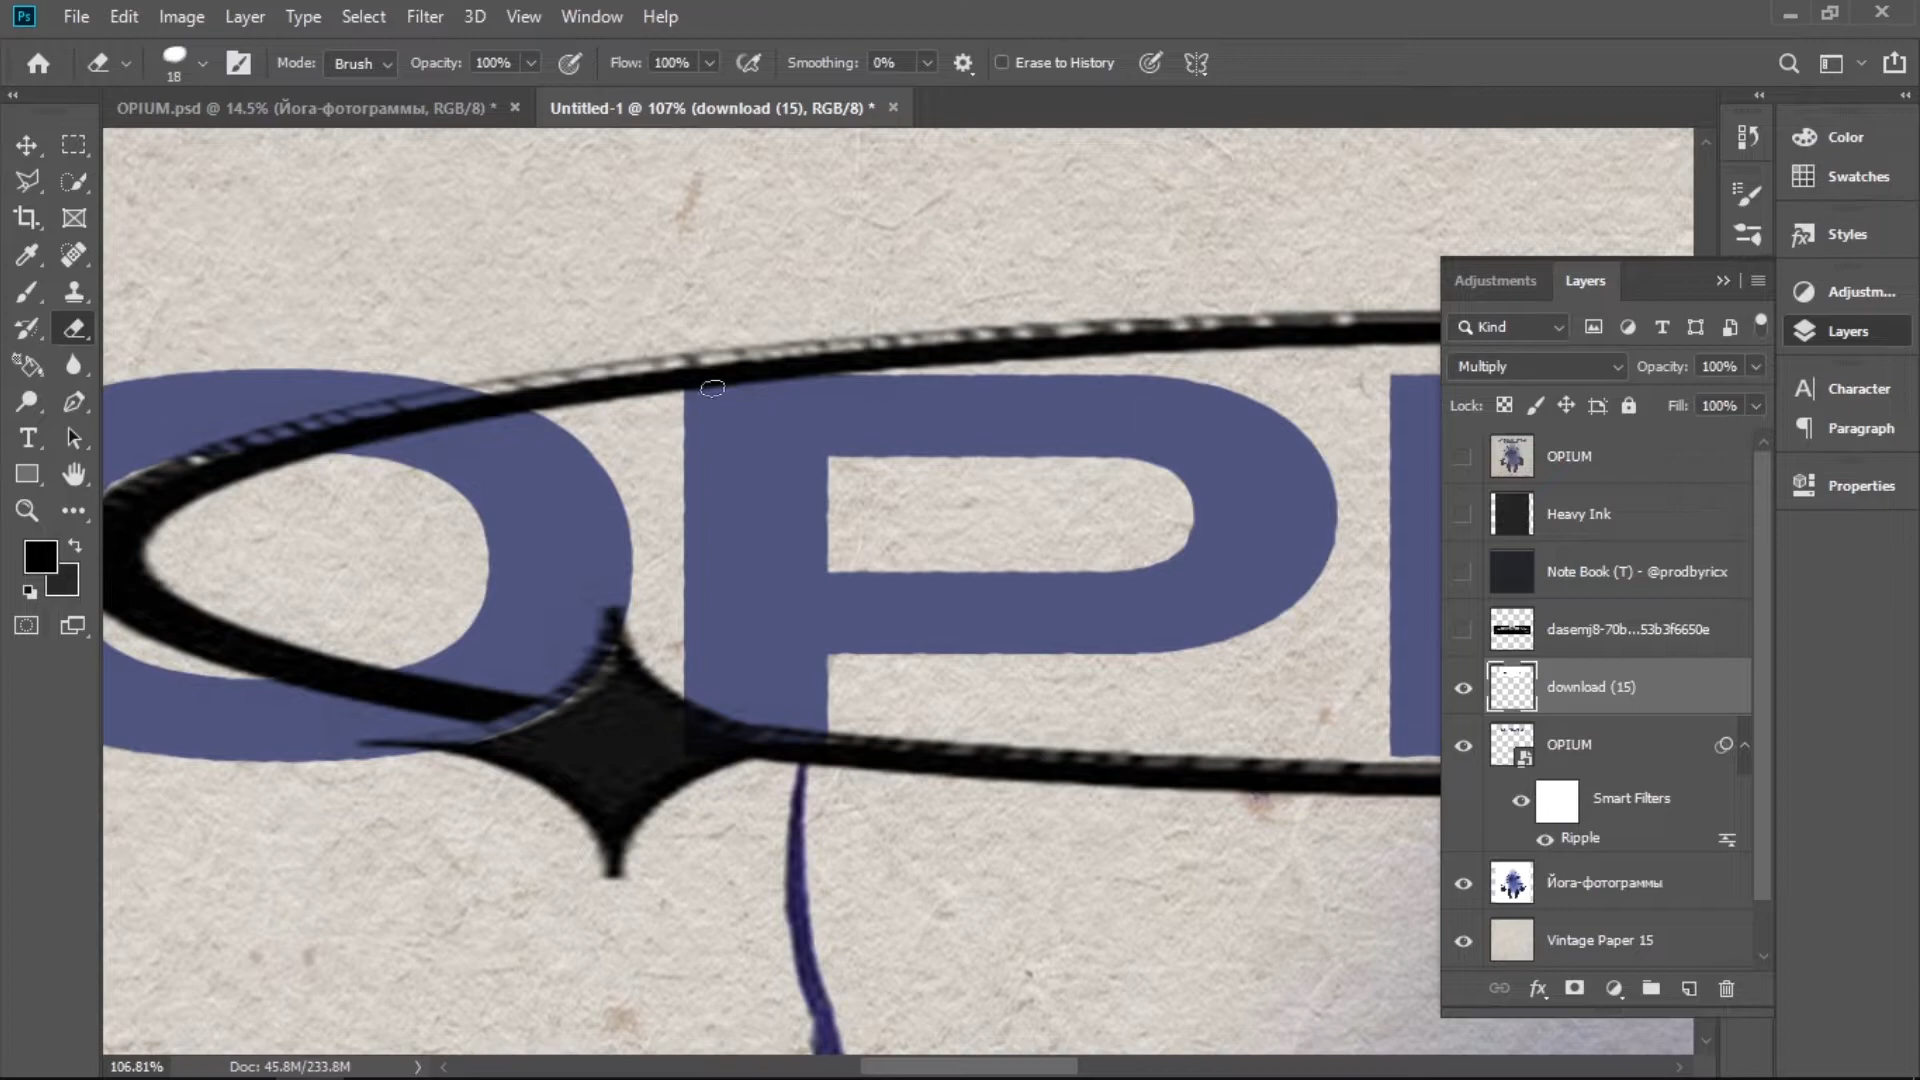 Ps File Edit Image Layer Type Select Filter 3D View Window Help
18 Mode: Brush Opacity: 100% Flow: 100% Smoothing: 0% Erase to History
OPIUM.psd @ 14.5% (Йога-фотограммы, RGB/8) * × Untitled-1 @ 107% (download (15), RGB/8) * ×
OPI
Color
Swatches
Styles
Adjustm...
Layers
Character
Paragraph
Properties
Adjustments Layers
Kind
Multiply Opacity: 100%
Lock: Fill: 100%
OPIUM
Heavy Ink
Note Book (T) - @prodbyricx
dasemj8-70b...53b3f6650e
download (15)
OPIUM
Smart Filters
Ripple
Йога-фотограммы
Vintage Paper 15
106.81% Doc: 45.8M/233.8M